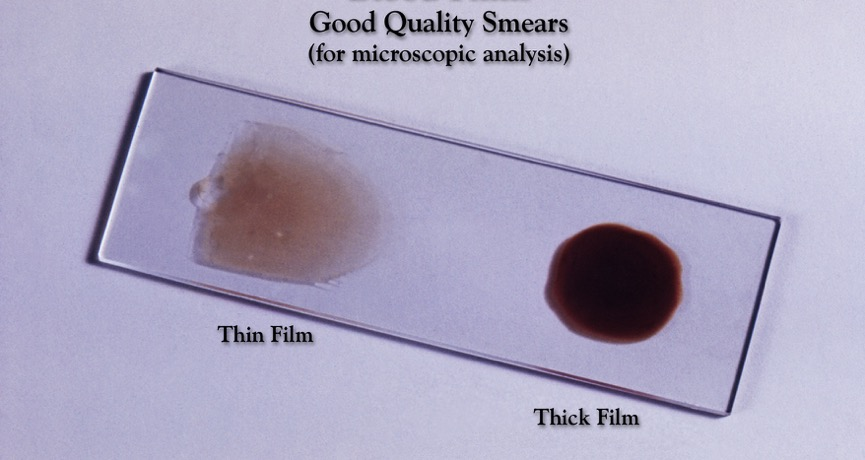 Good Quality Smears
(for microscopic analysis)
Thin Film
Thick Film